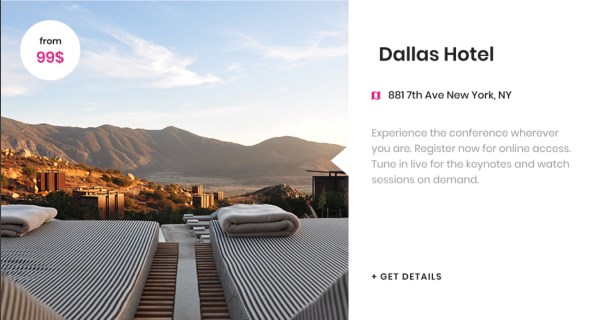 from
99$
Dallas Hotel
881 7th Ave New York, NY
Experience the conference wherever
you are. Register now for online access.
Tune in live for the keynotes and watch
sessions on demand.
+ GET DETAILS